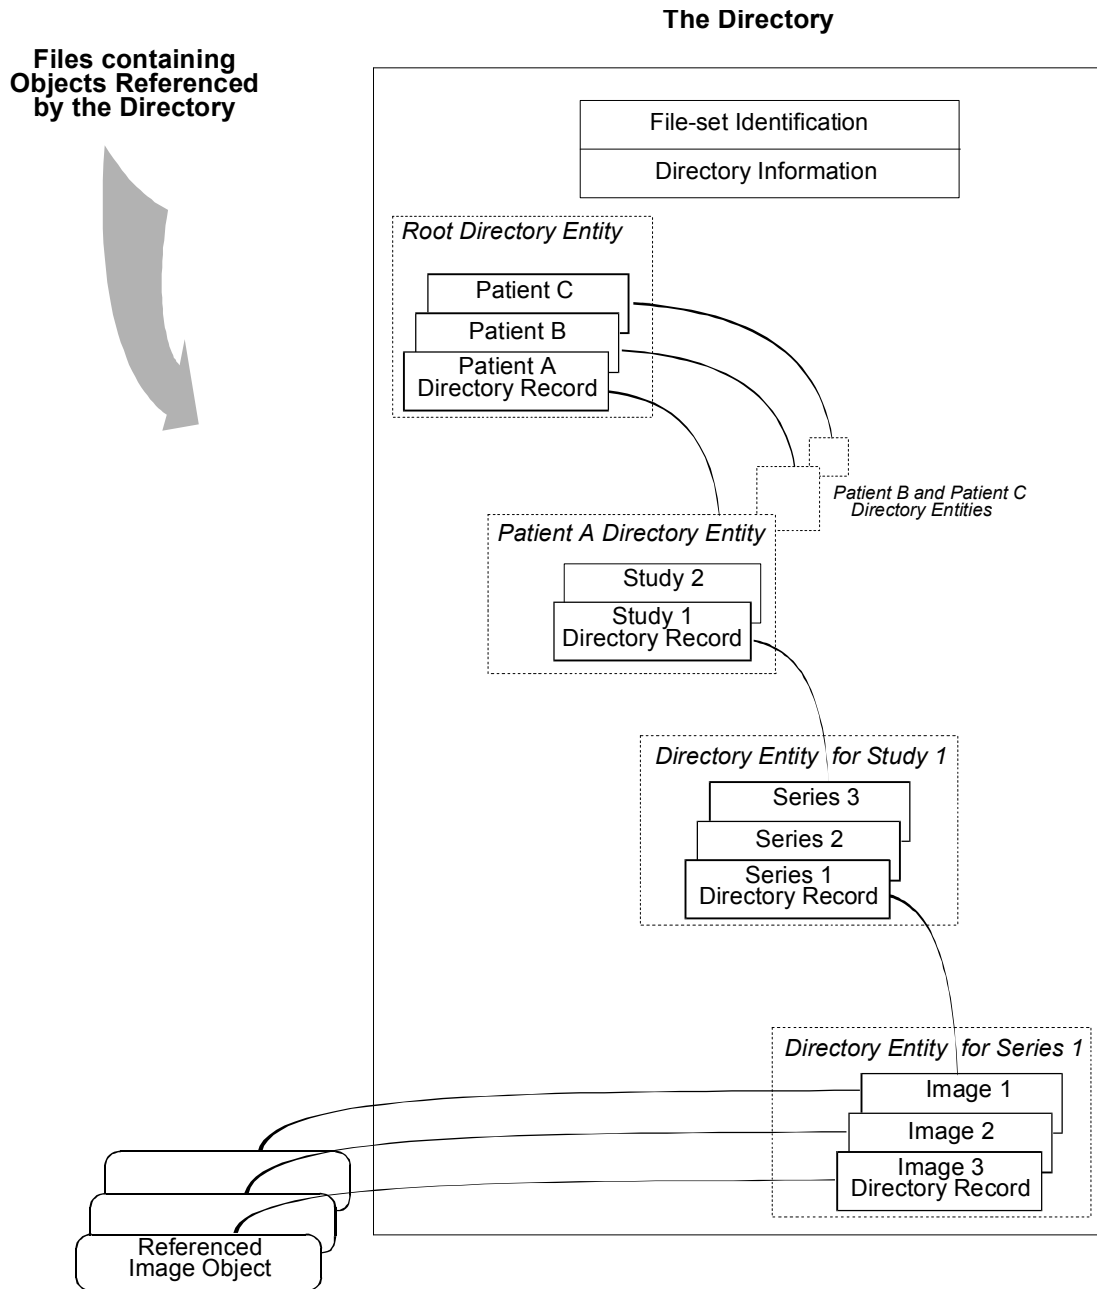 The Directory
Files containing
Objects Referenced
by the Directory
File-set Identification
Directory Information
Root Directory Entity
Patient C
Patient B
Patient A
Directory Record
Patient B and Patient C
Directory Entities
Patient A Directory Entity
Study 2
Study 1
Directory Record
Directory Entity for Study 1
Series 3
Series 2
Series 1
Directory Record
Directory Entity for Series 1
Image 1
Image 2
Image 3
Directory Record
Referenced
Image Object